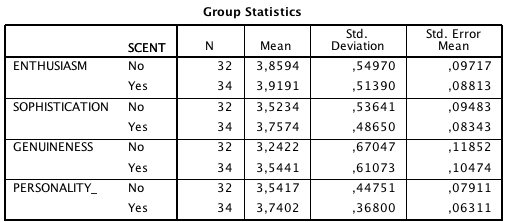 Group Statistics
SCENT N Mean Std. Deviation Std. Error Mean
ENTHUSIASM No 32 3,8594 ,54970 ,09717
Yes 34 3,9191 ,51390 ,08813
SOPHISTICATION No 32 3,5234 ,53641 ,09483
Yes 34 3,7574 ,48650 ,08343
GENUINENESS No 32 3,2422 ,67047 ,11852
Yes 34 3,5441 ,61073 ,10474
PERSONALITY_ No 32 3,5417 ,44751 ,07911
Yes 34 3,7402 ,36800 ,06311